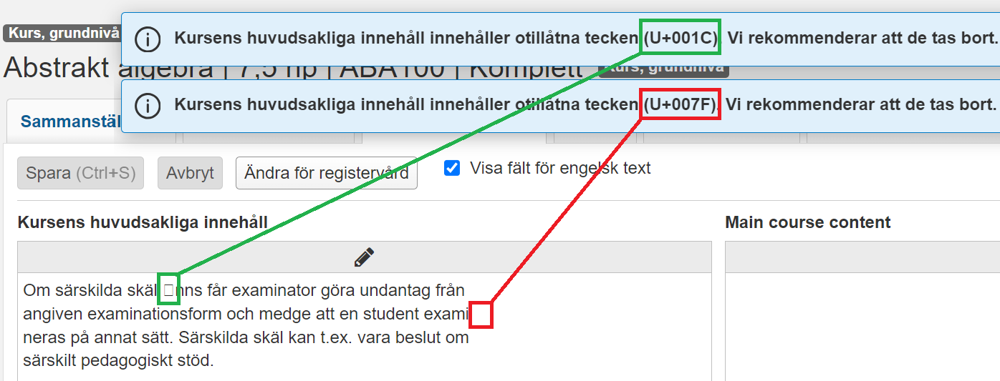 Kurs, grundnivå
Kursens huvudsakliga innehåll innehåller otillåtna tecken (U+001C). Vi rekommenderar att de tas bort.
Abstrakt algebra | 7,5 hp | ABA100 | Komplett Kurs, grundnivå
Kursens huvudsakliga innehåll innehåller otillåtna tecken (U+007F). Vi rekommenderar att de tas bort.
Spara (Ctrl+S) Avbryt Ändra för registervård Visa fält för engelsk text
Kursens huvudsakliga innehåll Main course content
Om särskilda skäl □nns får examinator göra undantag från
angiven examinationsform och medge att en student exami
neras på annat sätt. Särskilda skäl kan t.ex. vara beslut om
särskilt pedagogiskt stöd.